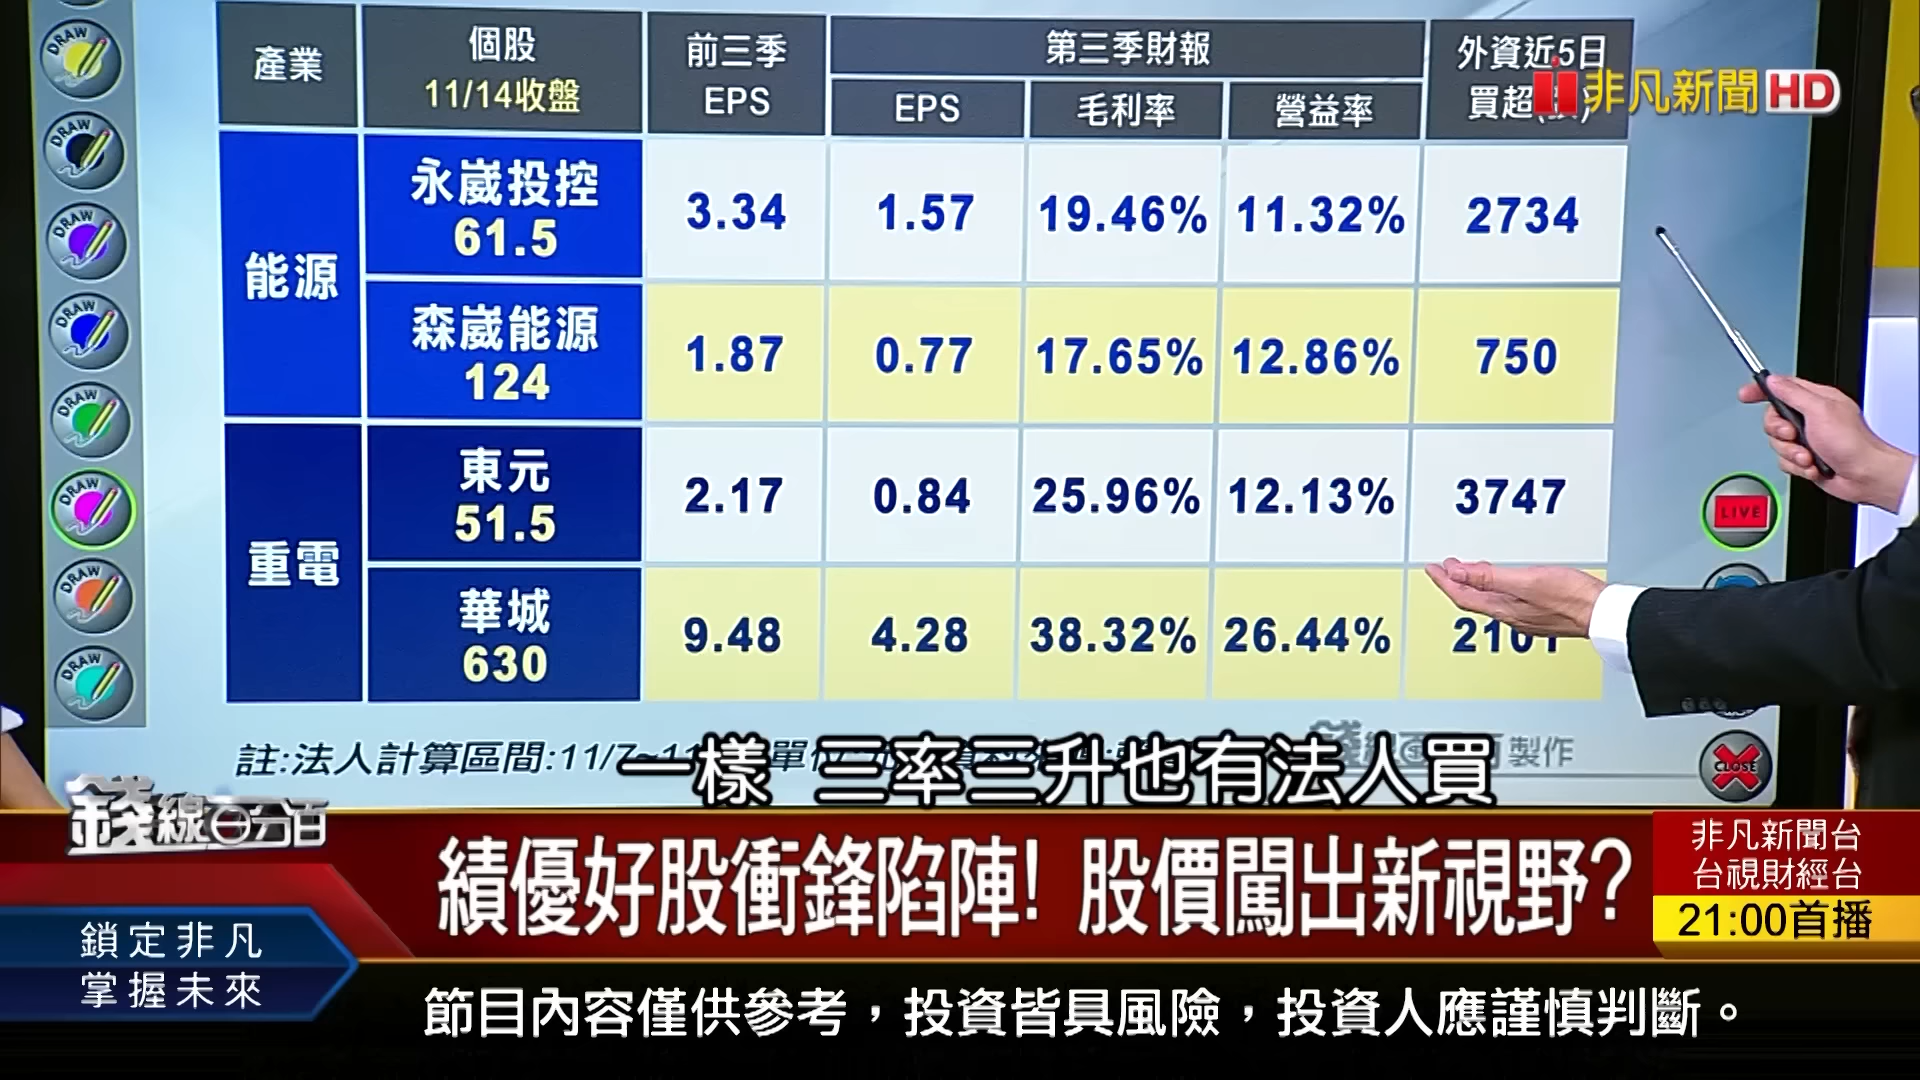 產業
個股
11/14收盤
前三季
EPS
第三季財報
EPS
毛利率
營益率
外資近5日
買超
非凡新聞HD
能源
永崴投控
61.5
3.34
1.57
19.46%
11.32%
2734
森崴能源
124
1.87
0.77
17.65%
12.86%
750
重電
東元
51.5
2.17
0.84
25.96%
12.13%
3747
華城
630
9.48
4.28
38.32%
26.44%
DRAW
DRAW
DRAW
DRAW
DRAW
DRAW
DRAW
DRAW
LIVE
CLOSE
註:法人計算區間:11/7~
製作
一樣 三率三升也有法人買
錢線百分百
績優好股衝鋒陷陣! 股價闖出新視野?
非凡新聞台
台視財經台
21:00首播
鎖定非凡
掌握未來
節目內容僅供參考，投資皆具風險，投資人應謹慎判斷。